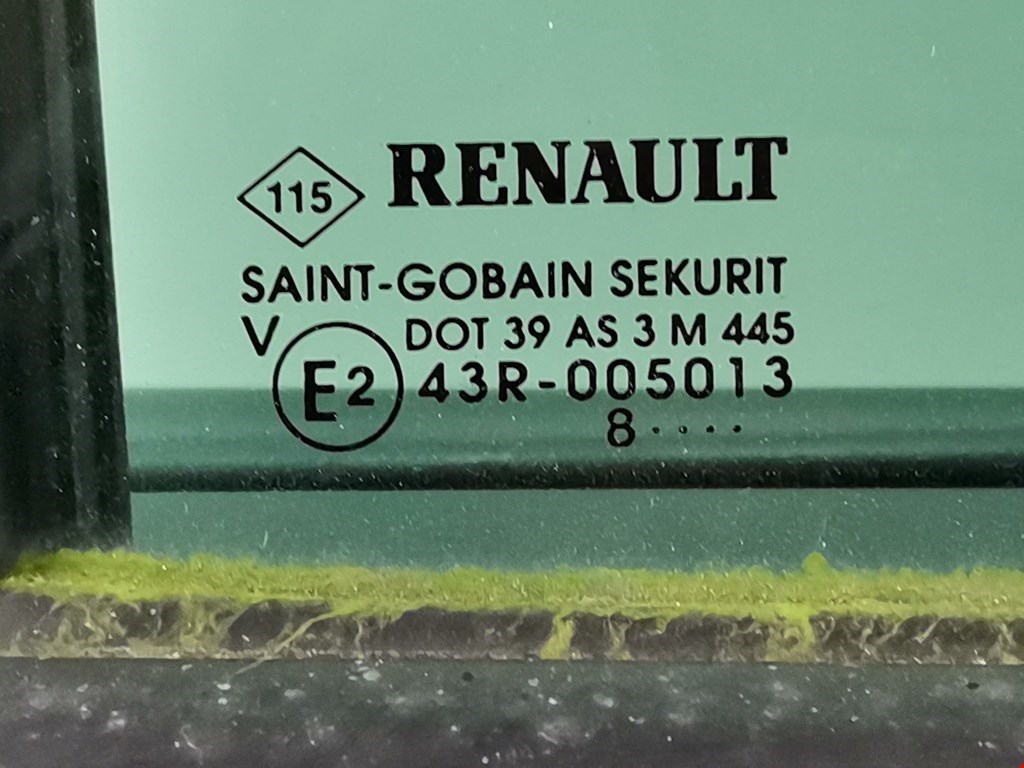 115 RENAULT
SAINT-GOBAIN SEKURIT
V DOT 39 AS 3 M 445
E2 43R-005013
8 ····